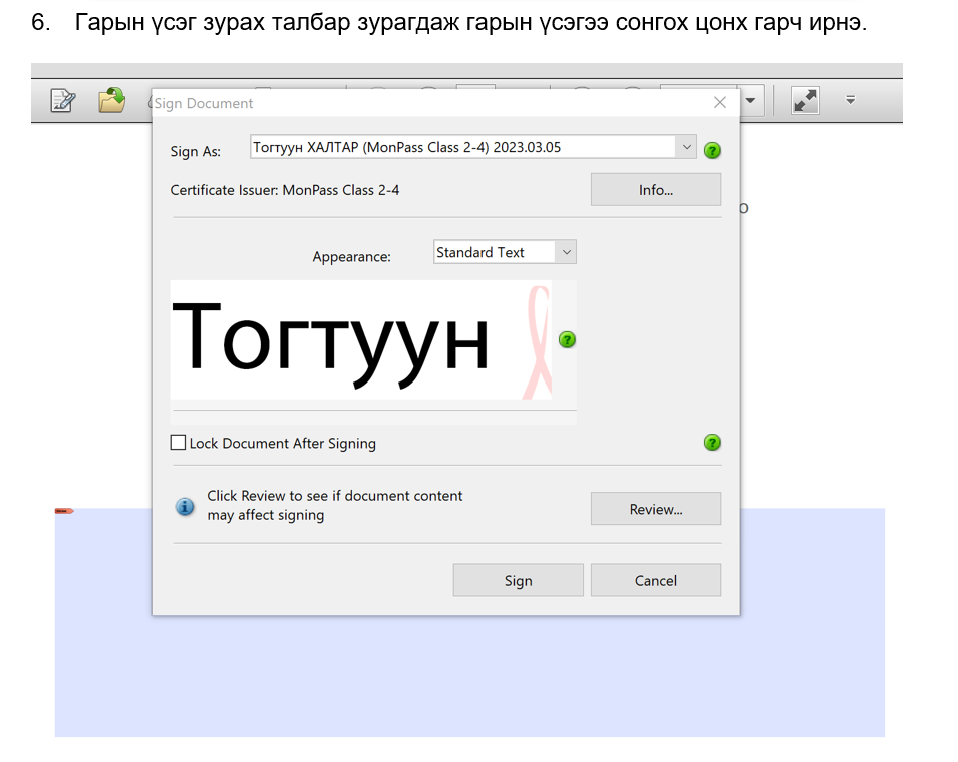 6. Гарын үсэг зурах талбар зурагдаж гарын үсэгээ сонгох цонх гарч ирнэ.
Sign Document
Sign As: Тогтуун ХАЛТАР (MonPass Class 2-4) 2023.03.05
Certificate Issuer: MonPass Class 2-4 Info...
Appearance: Standard Text
Тогтуун
Lock Document After Signing
Click Review to see if document content
may affect signing
Review...
Sign Cancel